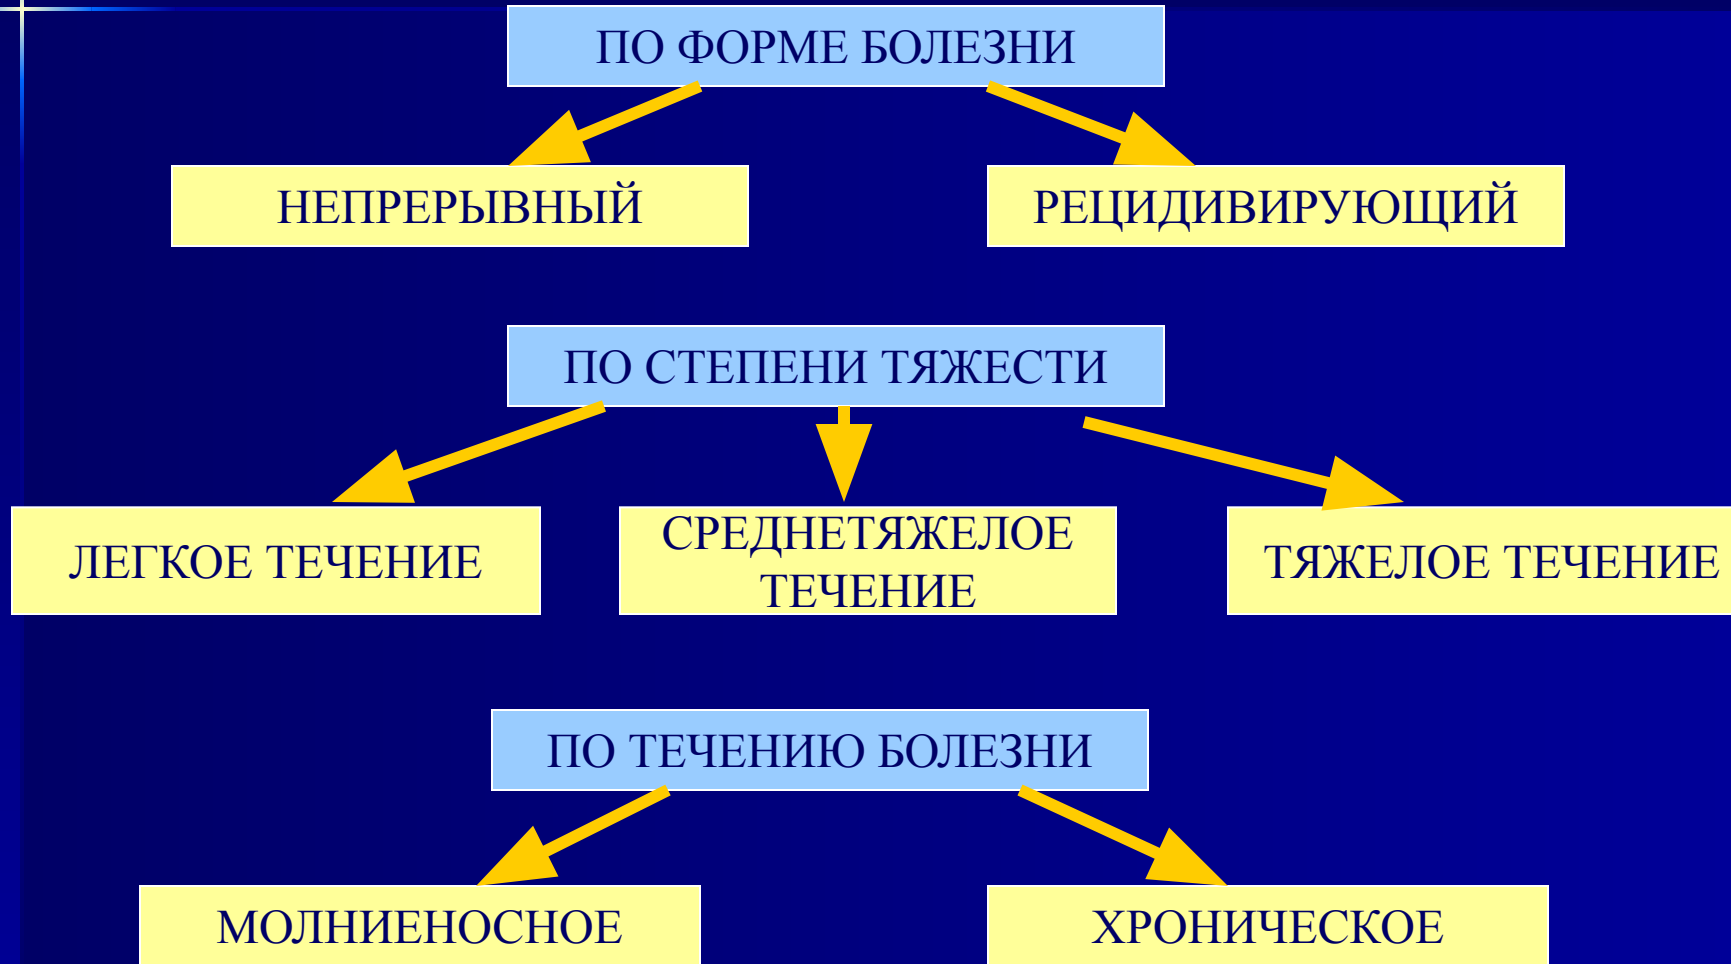 ПО ФОРМЕ БОЛЕЗНИ
НЕПРЕРЫВНЫЙ
РЕЦИДИВИРУЮЩИЙ
ПО СТЕПЕНИ ТЯЖЕСТИ
ЛЕГКОЕ ТЕЧЕНИЕ
СРЕДНЕТЯЖЕЛОЕ
ТЕЧЕНИЕ
ТЯЖЕЛОЕ ТЕЧЕНИЕ
ПО ТЕЧЕНИЮ БОЛЕЗНИ
МОЛНИЕНОСНОЕ
ХРОНИЧЕСКОЕ